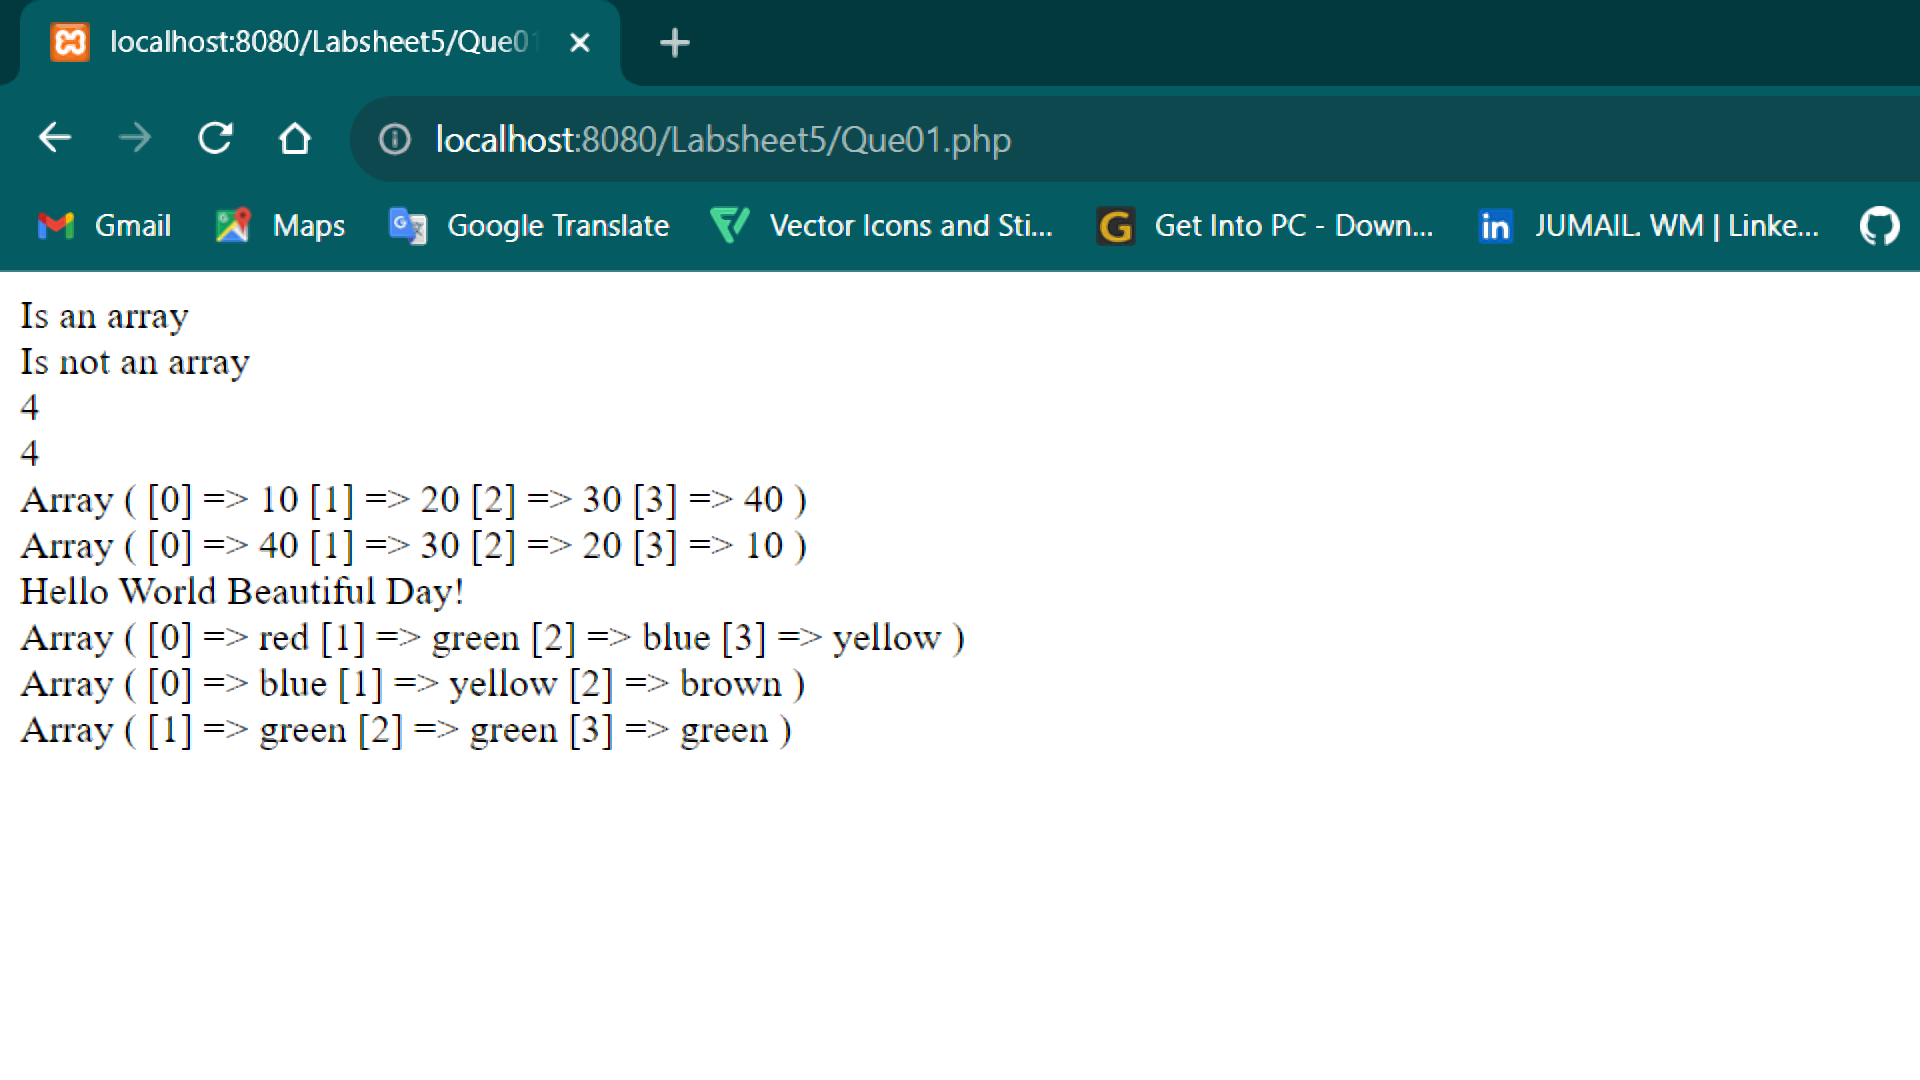 localhost:8080/Labsheet5/Que01
localhost:8080/Labsheet5/Que01.php
Gmail Maps Google Translate Vector Icons and Sti... Get Into PC - Down... JUMAIL. WM | Linke...
Is an array
Is not an array
4
4
Array ( [0] => 10 [1] => 20 [2] => 30 [3] => 40 )
Array ( [0] => 40 [1] => 30 [2] => 20 [3] => 10 )
Hello World Beautiful Day!
Array ( [0] => red [1] => green [2] => blue [3] => yellow )
Array ( [0] => blue [1] => yellow [2] => brown )
Array ( [1] => green [2] => green [3] => green )